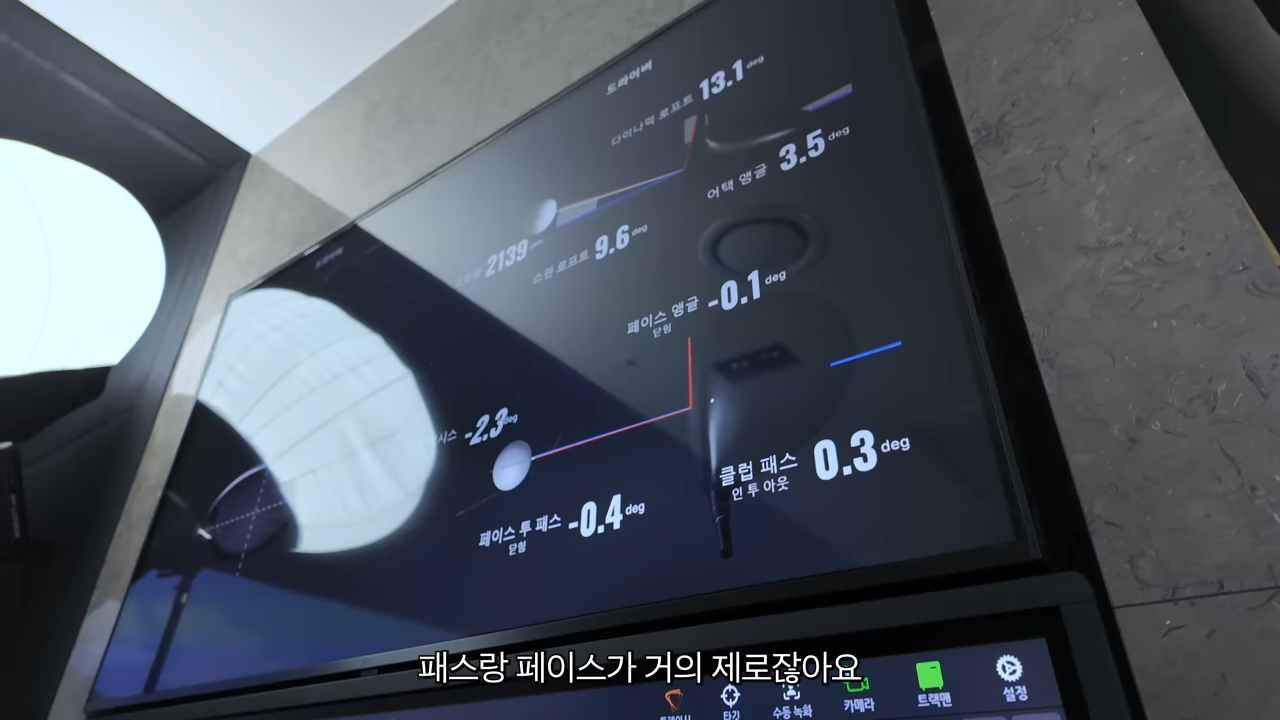 드라이버
다이나믹 로프트 13.1 deg
어택 앵글 3.5 deg
2139
스핀 로프트 9.6 deg
페이스 앵글 -0.1 deg
닫힘
-2.3 deg
클럽 패스 0.3 deg
인 투 아웃
페이스 투 패스 -0.4 deg
닫힘
패스랑 페이스가 거의 제로잖아요
타깃
수동 녹화
카메라
트랙맨
설정